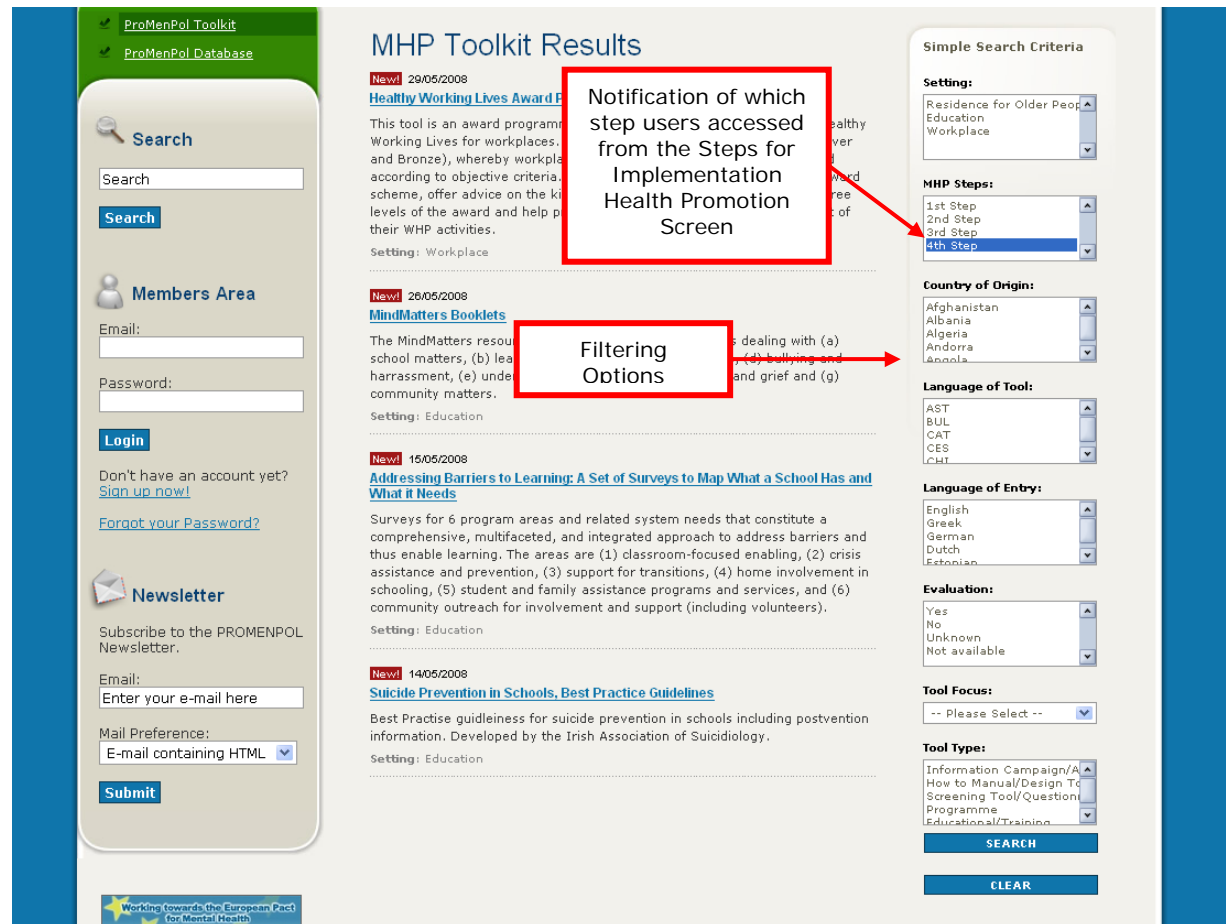 ProMenPol Toolkit
ProMenPol Database
Search
Search
Search
Members Area
Email:
Password:
Login
Don't have an account yet?
Sign up now!
Forgot your Password?
Newsletter
Subscribe to the PROMENPOL
Newsletter.
Email:
Enter your e-mail here
Mail Preference:
E-mail containing HTML
Submit
Working towards the European Pact
for Mental Health
MHP Toolkit Results
New! 29/05/2008
Healthy Working Lives Award P
This tool is an award programm ealthy
Working Lives for workplaces. ver
and Bronze), whereby workpla
according to objective criteria. ward
scheme, offer advice on the ki ree
levels of the award and help p t of
their WHP activities.
Setting: Workplace
Notification of which
step users accessed
from the Steps for
Implementation
Health Promotion
Screen
New! 26/05/2008
MindMatters Booklets
The MindMatters resour s dealing with (a)
school matters, (b) lea , (d) bullying and
harrassment, (e) unde and grief and (g)
community matters.
Setting: Education
Filtering
Options
New! 15/05/2008
Addressing Barriers to Learning: A Set of Surveys to Map What a School Has and
What it Needs
Surveys for 6 program areas and related system needs that constitute a
comprehensive, multifaceted, and integrated approach to address barriers and
thus enable learning. The areas are (1) classroom-focused enabling, (2) crisis
assistance and prevention, (3) support for transitions, (4) home involvement in
schooling, (5) student and family assistance programs and services, and (6)
community outreach for involvement and support (including volunteers).
Setting: Education
New! 14/05/2008
Suicide Prevention in Schools, Best Practice Guidelines
Best Practise guidleiness for suicide prevention in schools including postvention
information. Developed by the Irish Association of Suicidiology.
Setting: Education
Simple Search Criteria
Setting:
Residence for Older Peop
Education
Workplace
MHP Steps:
1st Step
2nd Step
3rd Step
4th Step
Country of Origin:
Afghanistan
Albania
Algeria
Andorra
Angola
Language of Tool:
AST
BUL
CAT
CES
CHI
Language of Entry:
English
Greek
German
Dutch
Estonian
Evaluation:
Yes
No
Unknown
Not available
Tool Focus:
-- Please Select --
Tool Type:
Information Campaign/A
How to Manual/Design To
Screening Tool/Question
Programme
Educational/Training
SEARCH
CLEAR